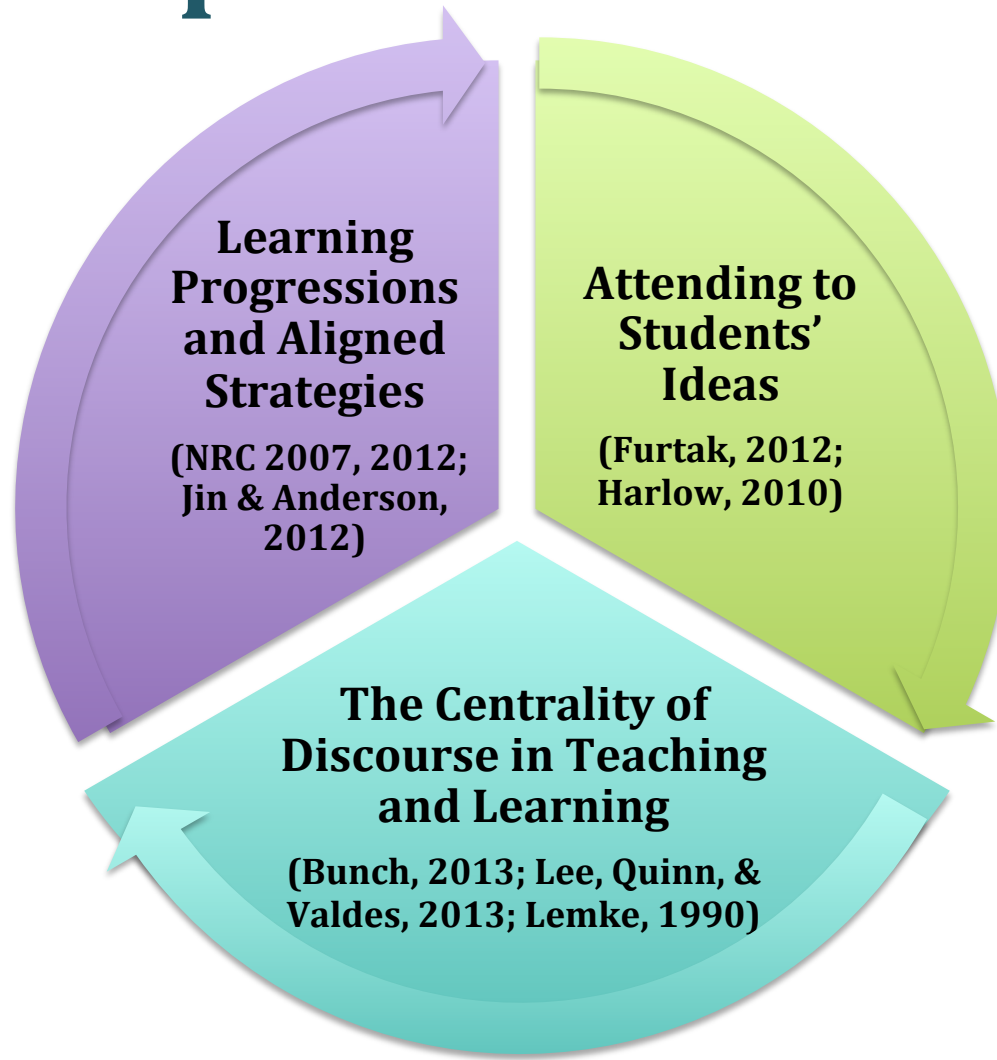 Learning
Progressions
and Aligned
Strategies
(NRC 2007, 2012;
Jin & Anderson,
2012)
Attending to
Students’
Ideas
(Furtak, 2012;
Harlow, 2010)
The Centrality of
Discourse in Teaching
and Learning
(Bunch, 2013; Lee, Quinn, &
Valdes, 2013; Lemke, 1990)